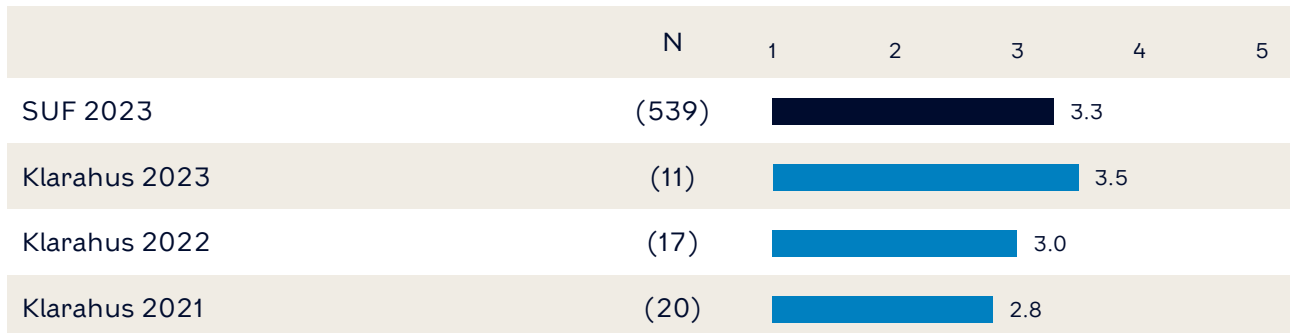 N 1 2 3 4 5
SUF 2023 (539) 3.3
Klarahus 2023 (11) 3.5
Klarahus 2022 (17) 3.0
Klarahus 2021 (20) 2.8